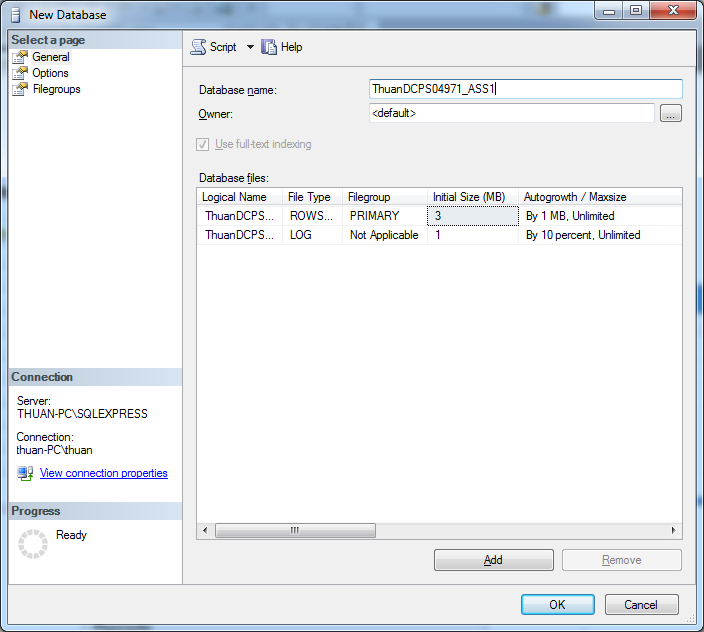 New Database
Select a page
General
Options
Filegroups
Script
Help
Database name:
ThuanDCPS04971_ASS1
Owner:
<default>
...
Use full-text indexing
Database files:
Logical Name File Type Filegroup Initial Size (MB) Autogrowth / Maxsize
ThuanDCPS... ROWS... PRIMARY 3 By 1 MB, Unlimited
ThuanDCPS... LOG Not Applicable 1 By 10 percent, Unlimited
Connection
Server:
THUAN-PC\SQLEXPRESS
Connection:
thuan-PC\thuan
View connection properties
Progress
Ready
Add
Remove
OK
Cancel